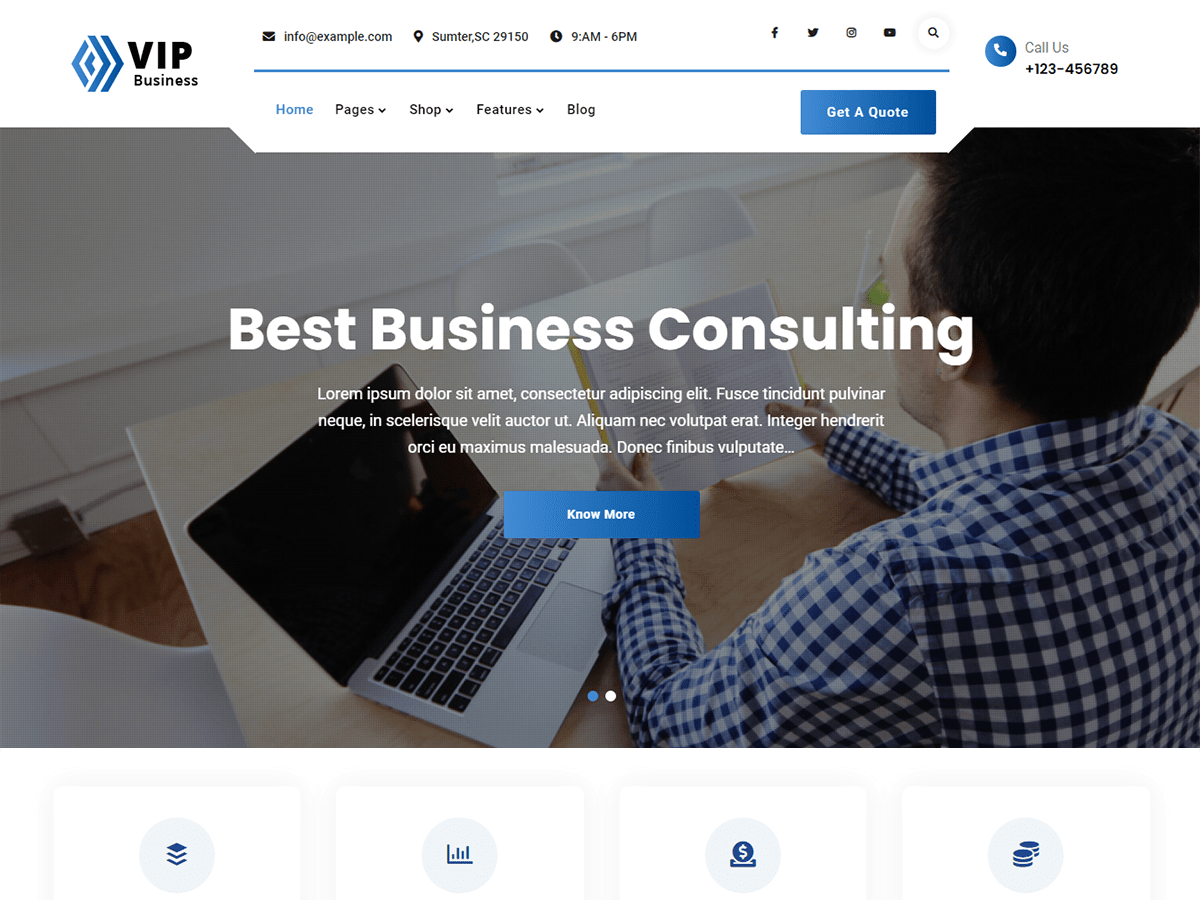 VIP
Business
info@example.com
Sumter,SC 29150
9:AM - 6PM
Call Us
+123-456789
Home
Pages
Shop
Features
Blog
Get A Quote
Best Business Consulting
Lorem ipsum dolor sit amet, consectetur adipiscing elit. Fusce tincidunt pulvinar
neque, in scelerisque velit auctor ut. Aliquam nec volutpat erat. Integer hendrerit
orci eu maximus malesuada. Donec finibus vulputate...
Know More